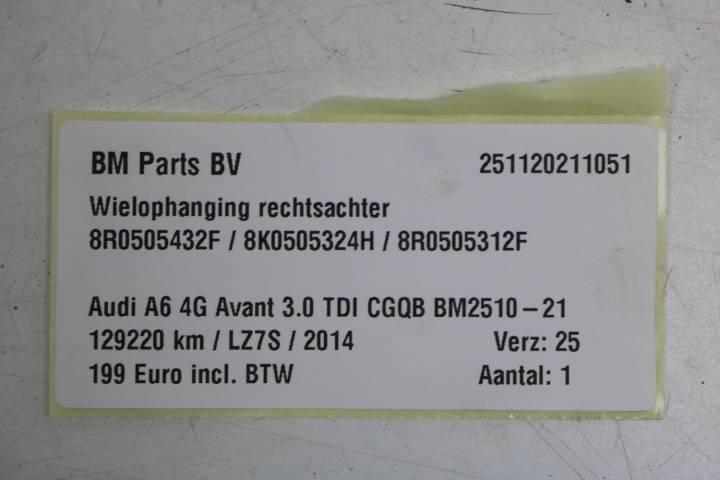 BM Parts BV 251120211051
Wielophanging rechtsachter
8R0505432F / 8K0505324H / 8R0505312F
Audi A6 4G Avant 3.0 TDI CGQB BM2510-21
129220 km / LZ7S / 2014 Verz: 25
199 Euro incl. BTW Aantal: 1